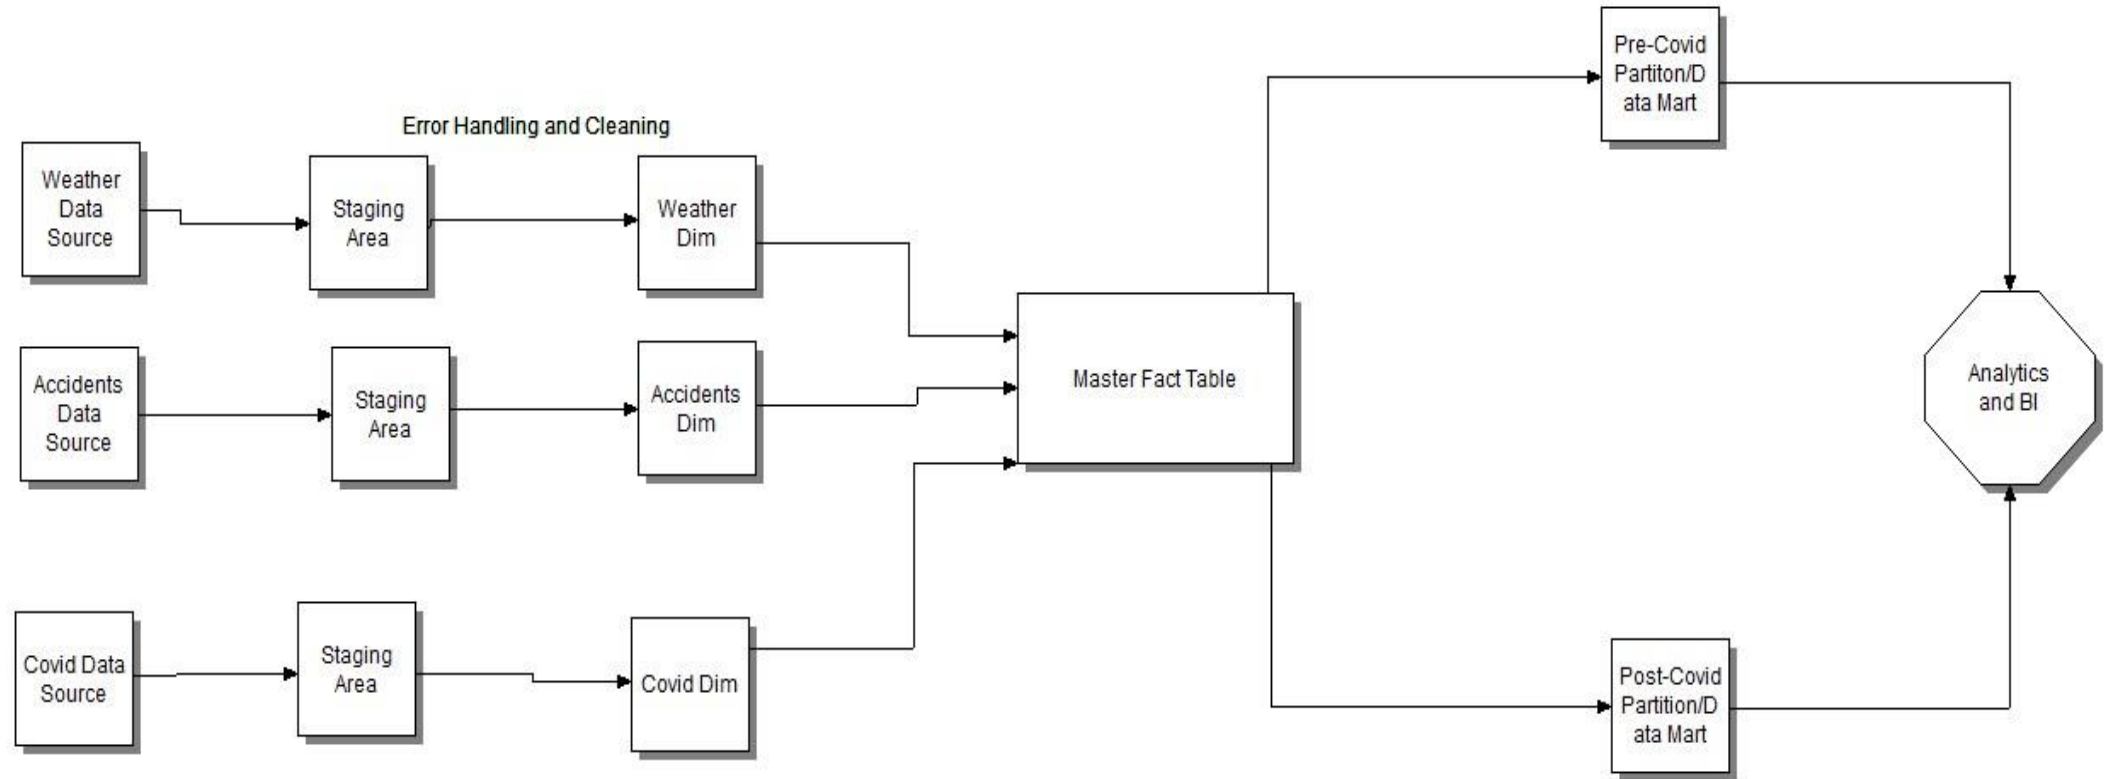 Pre-Covid
Partiton/D
ata Mart
Error Handling and Cleaning
Weather
Data
Source
Staging
Area
Weather
Dim
Accidents
Data
Source
Staging
Area
Accidents
Dim
Master Fact Table
Analytics
and BI
Covid Data
Source
Staging
Area
Covid Dim
Post-Covid
Partition/D
ata Mart